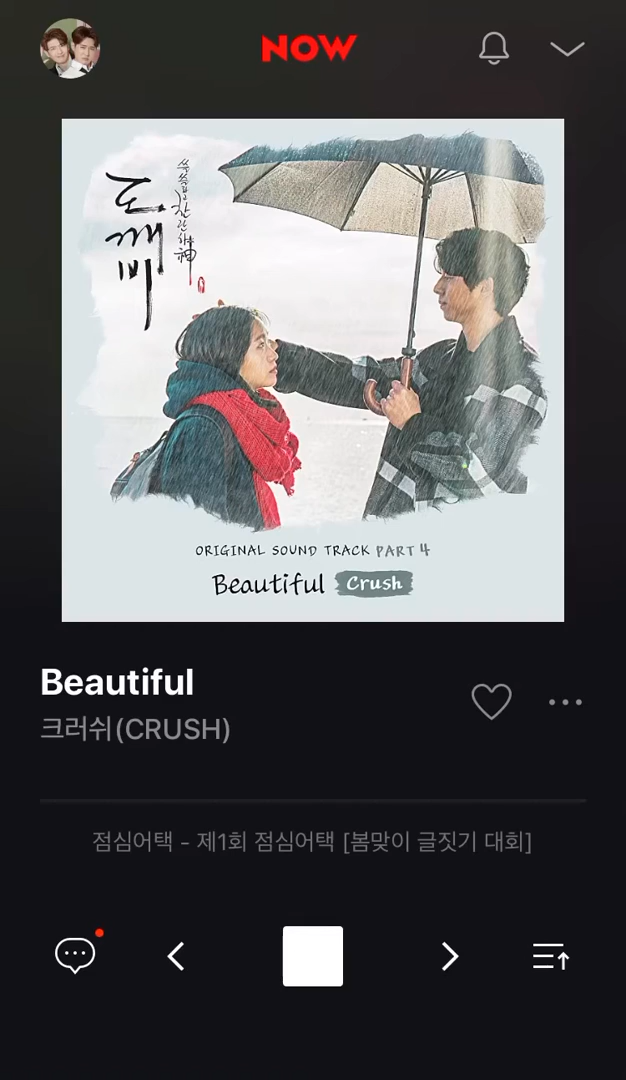 NOW
도깨비
쓸쓸하고
찬란하神
ORIGINAL SOUND TRACK PART 4
Beautiful Crush
Beautiful
크러쉬(CRUSH)
점심어택 - 제1회 점심어택 [봄맞이 글짓기 대회]